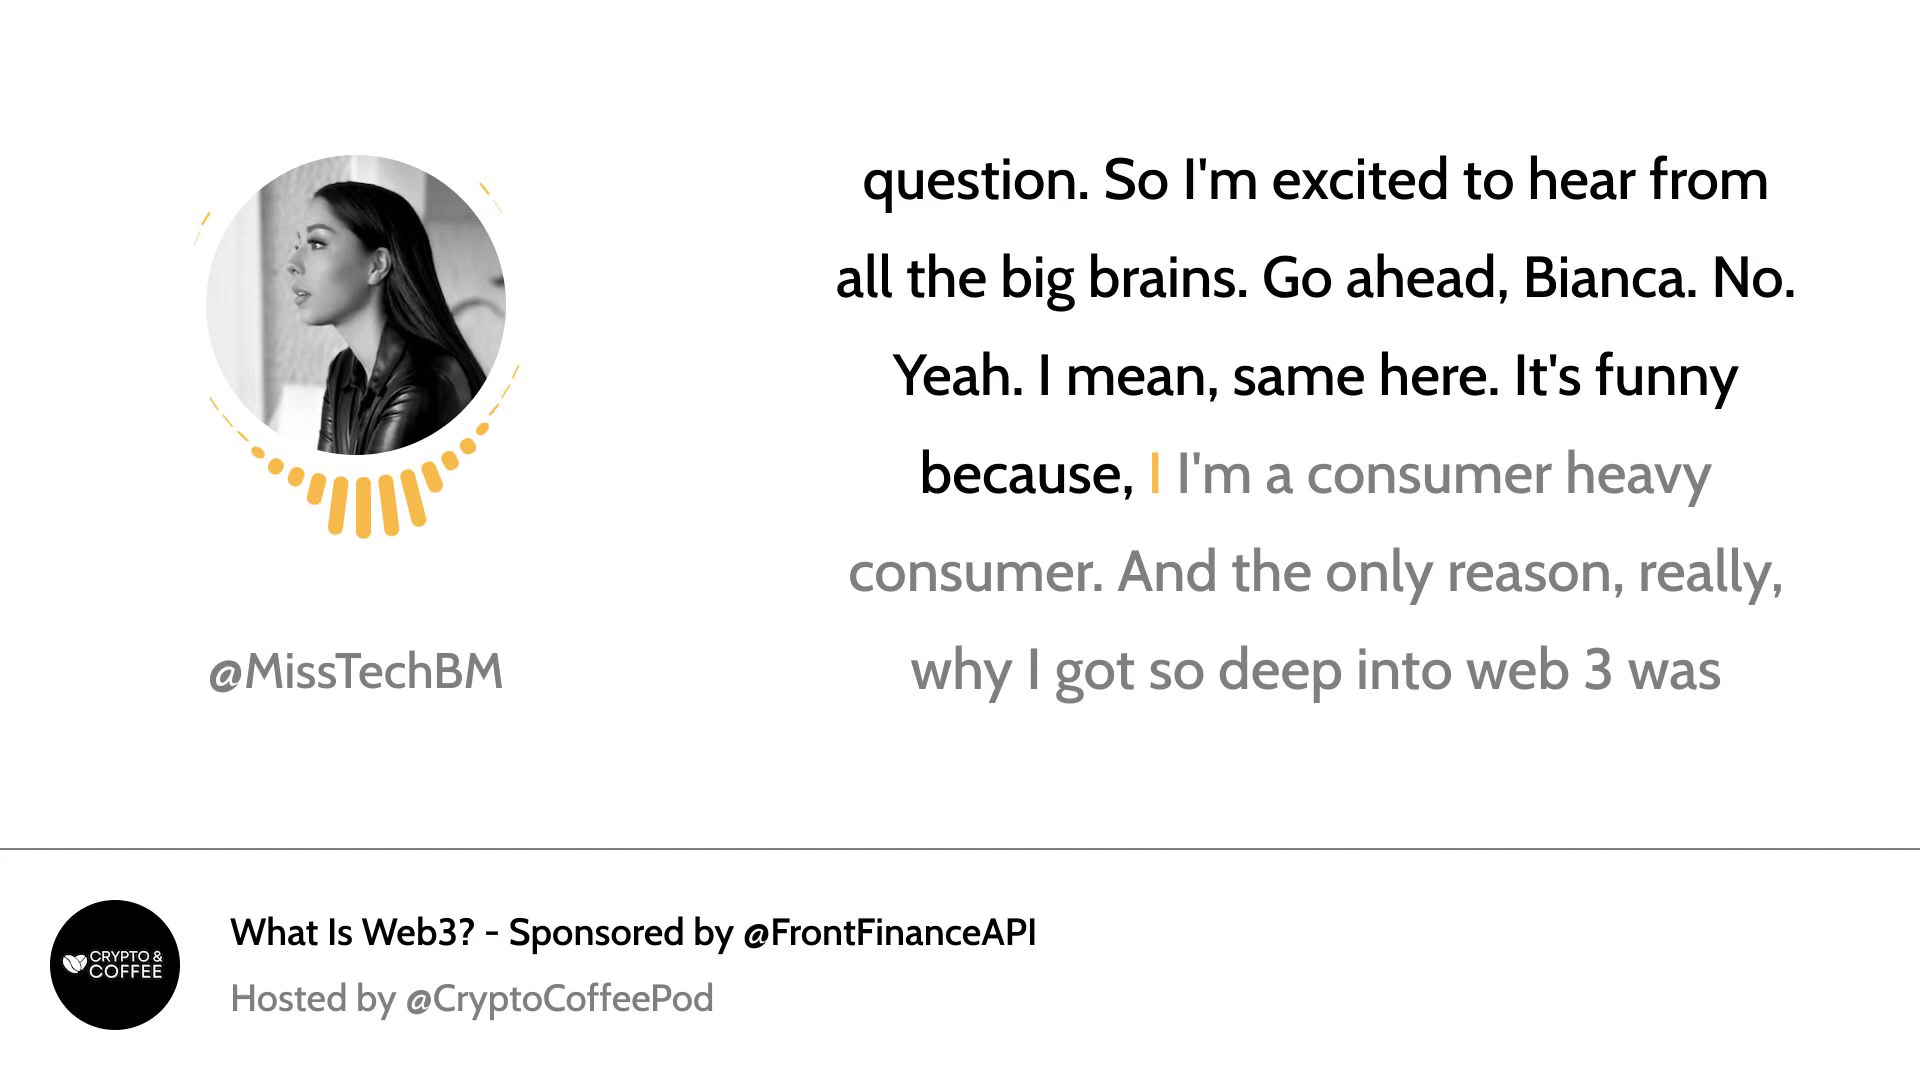 question. So I'm excited to hear from
all the big brains. Go ahead, Bianca. No.
Yeah. I mean, same here. It's funny
because, I I'm a consumer heavy
consumer. And the only reason, really,
why I got so deep into web 3 was
@MissTechBM
CRYPTO &
COFFEE
What Is Web3? - Sponsored by @FrontFinanceAPI
Hosted by @CryptoCoffeePod